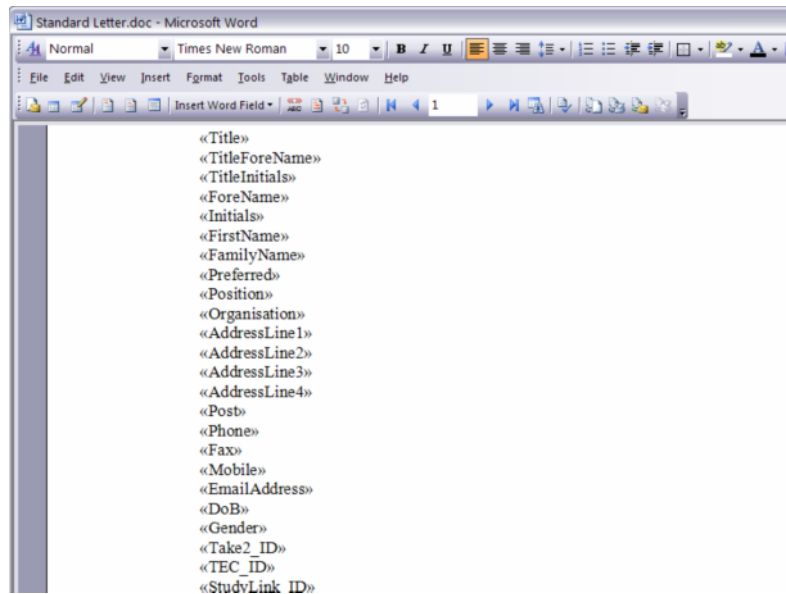 Standard Letter.doc - Microsoft Word
Normal Times New Roman 10 B I U A
File Edit View Insert Format Tools Table Window Help
Insert Word Field 1
«Title»
«TitleForeName»
«TitleInitials»
«ForeName»
«Initials»
«FirstName»
«FamilyName»
«Preferred»
«Position»
«Organisation»
«AddressLine1»
«AddressLine2»
«AddressLine3»
«AddressLine4»
«Post»
«Phone»
«Fax»
«Mobile»
«EmailAddress»
«DoB»
«Gender»
«Take2_ID»
«TEC_ID»
«StudyLink_ID»